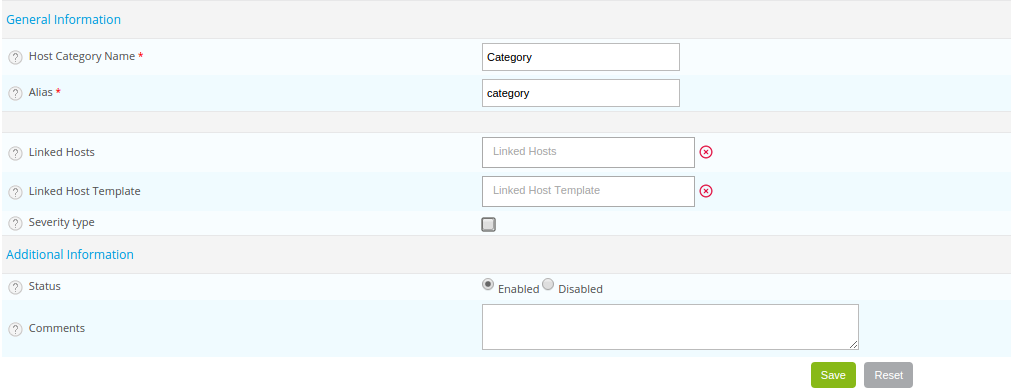 General Information
? Host Category Name * Category
? Alias * category
? Linked Hosts Linked Hosts
? Linked Host Template Linked Host Template
? Severity type
Additional Information
? Status Enabled Disabled
? Comments
Save Reset